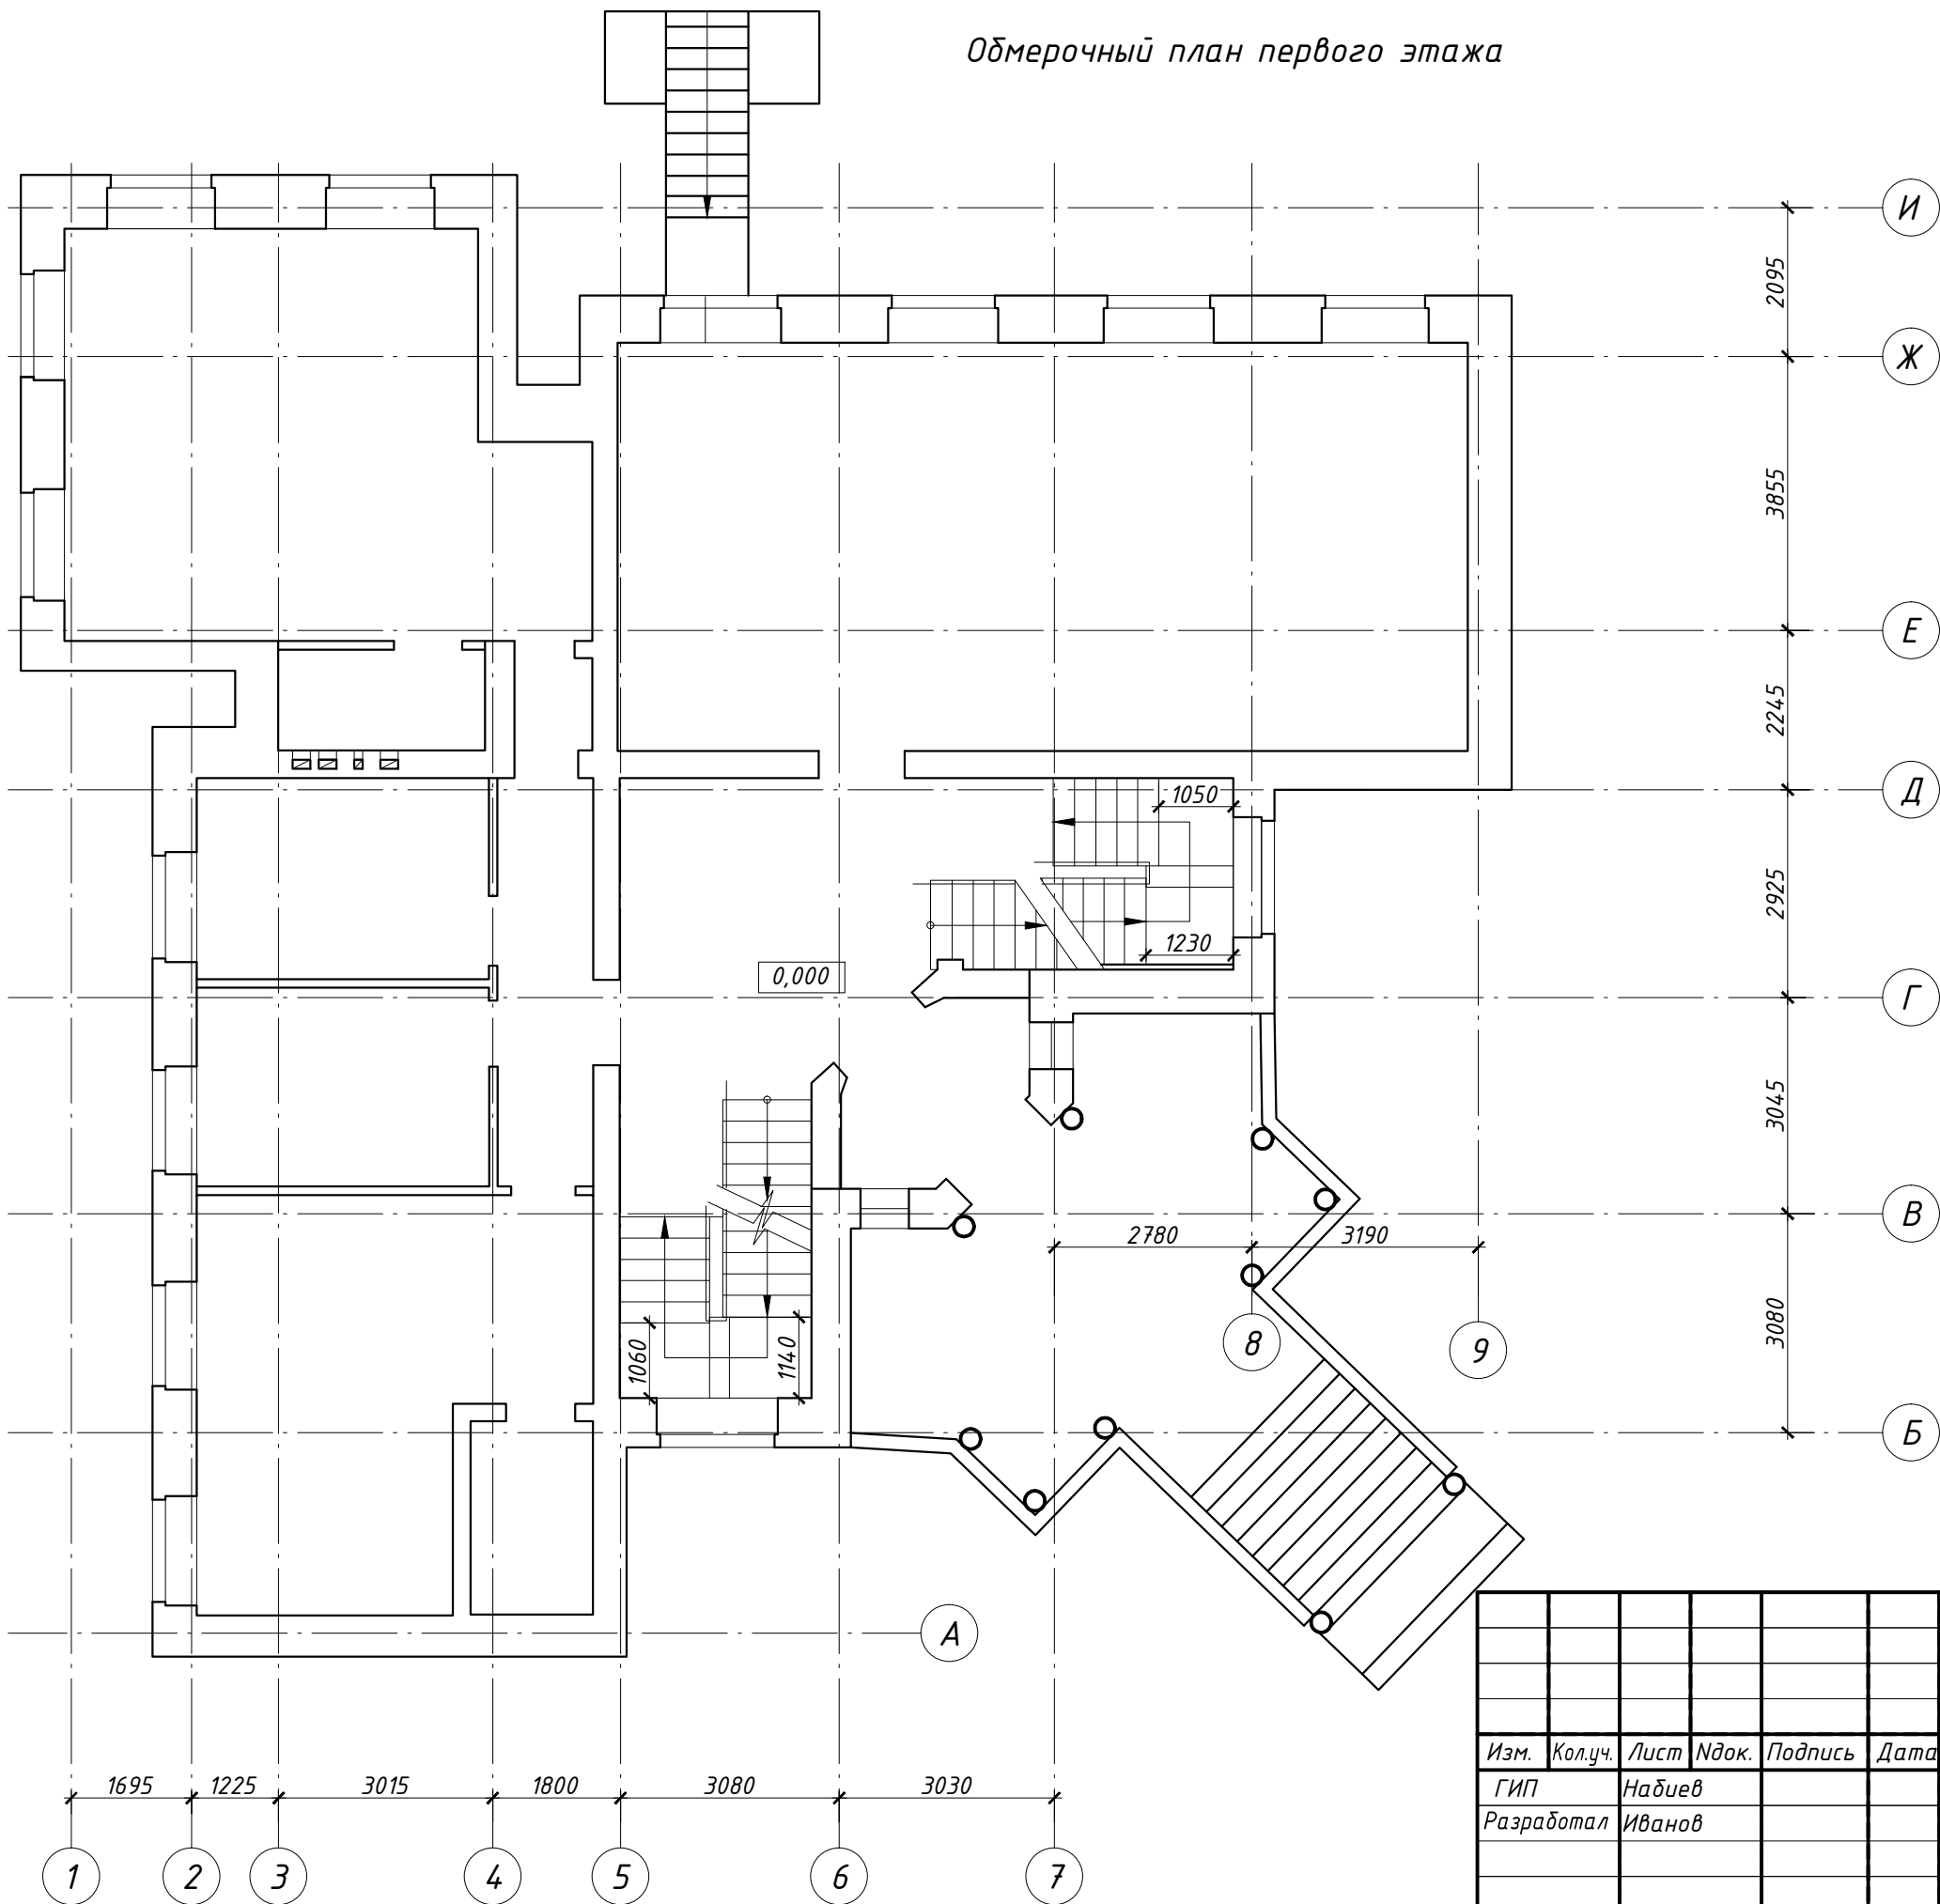 Обмерочный план первого этажа
И
2095
Ж
3855
Е
2245
Д
1050
2925
1230
0,000
Г
3045
В
2780
3190
3080
1060
1140
8
9
Б
А
Изм. Кол.уч. Лист Nдок. Подпись Дата
ГИП Набиев
Разработал Иванов
1695 1225 3015 1800 3080 3030
1 2 3 4 5 6 7